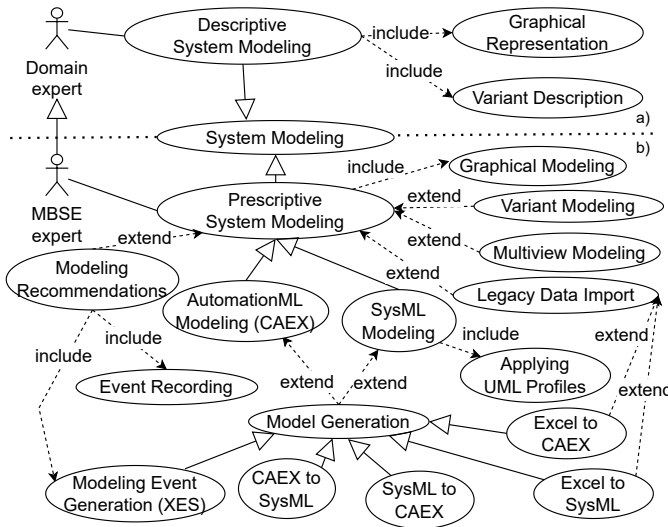 Descriptive
System Modeling
include
Graphical
Representation
Domain
expert
include
Variant Description
a)
System Modeling
b)
include
Graphical Modeling
MBSE
expert
Prescriptive
System Modeling
extend
Variant Modeling
extend
extend
Multiview Modeling
Modeling
Recommendations
AutomationML
Modeling (CAEX)
SysML
Modeling
extend
Legacy Data Import
include
include
include
extend
Event Recording
extend
extend
Applying
UML Profiles
extend
Model Generation
Excel to
CAEX
Modeling Event
Generation (XES)
CAEX to
SysML
SysML to
CAEX
Excel to
SysML